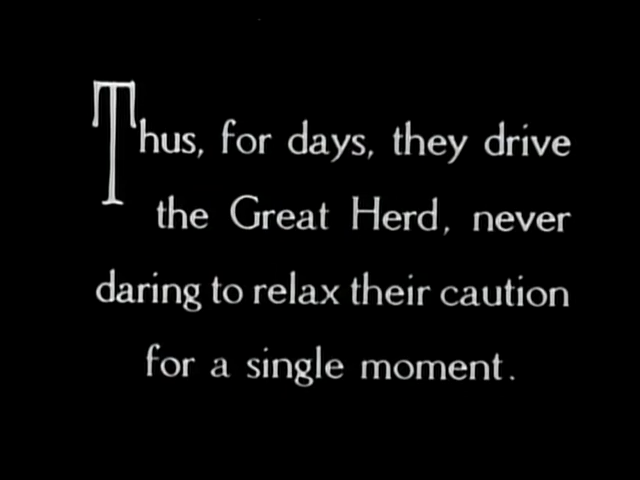 Thus, for days, they drive
the Great Herd, never
daring to relax their caution
for a single moment.